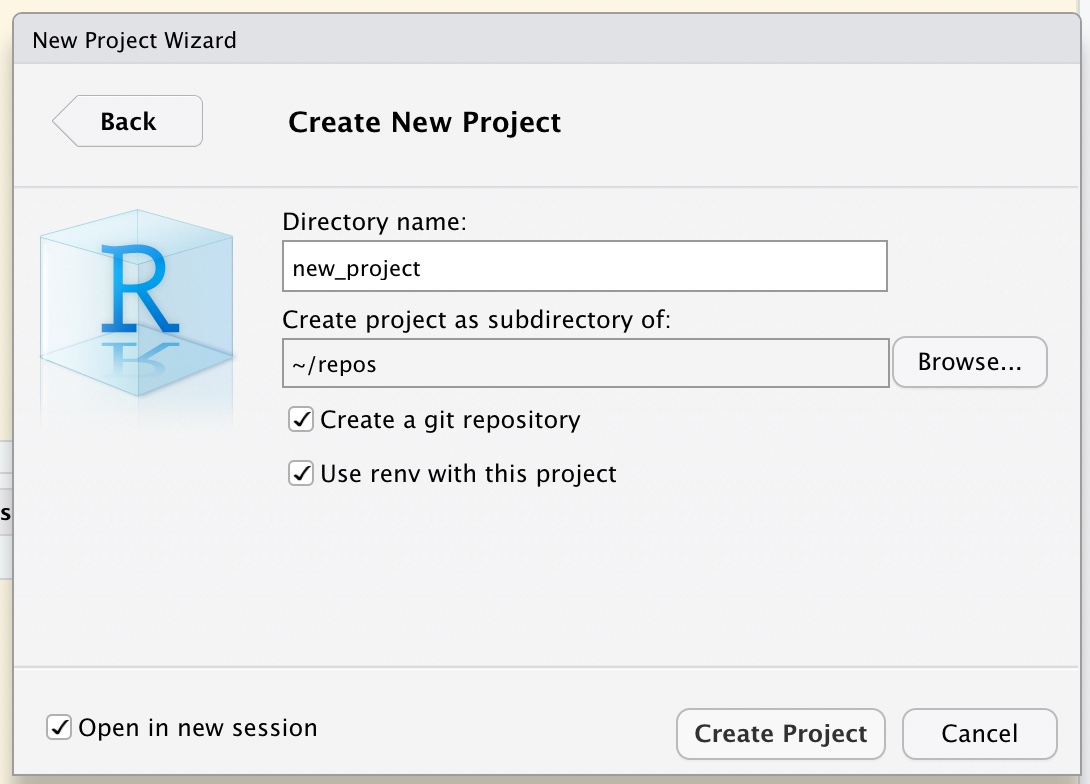 New Project Wizard
Back
Create New Project
R
Directory name:
new_project
Create project as subdirectory of:
~/repos
Browse...
Create a git repository
Use renv with this project
s
Open in new session
Create Project
Cancel